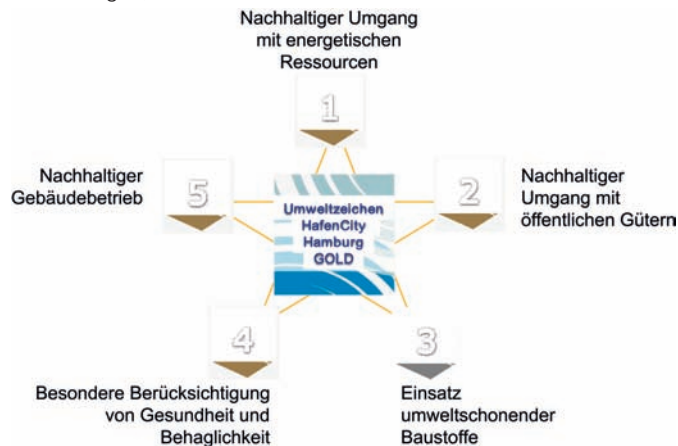 Nachhaltiger Umgang
mit energetischen
Ressourcen
1
Nachhaltiger
Gebäudebetrieb
5
Umweltzeichen
HafenCity
Hamburg
GOLD
2
Nachhaltiger
Umgang mit
öffentlichen Gütern
4
Besondere Berücksichtigung
von Gesundheit und
Behaglichkeit
3
Einsatz
umweltschonender
Baustoffe